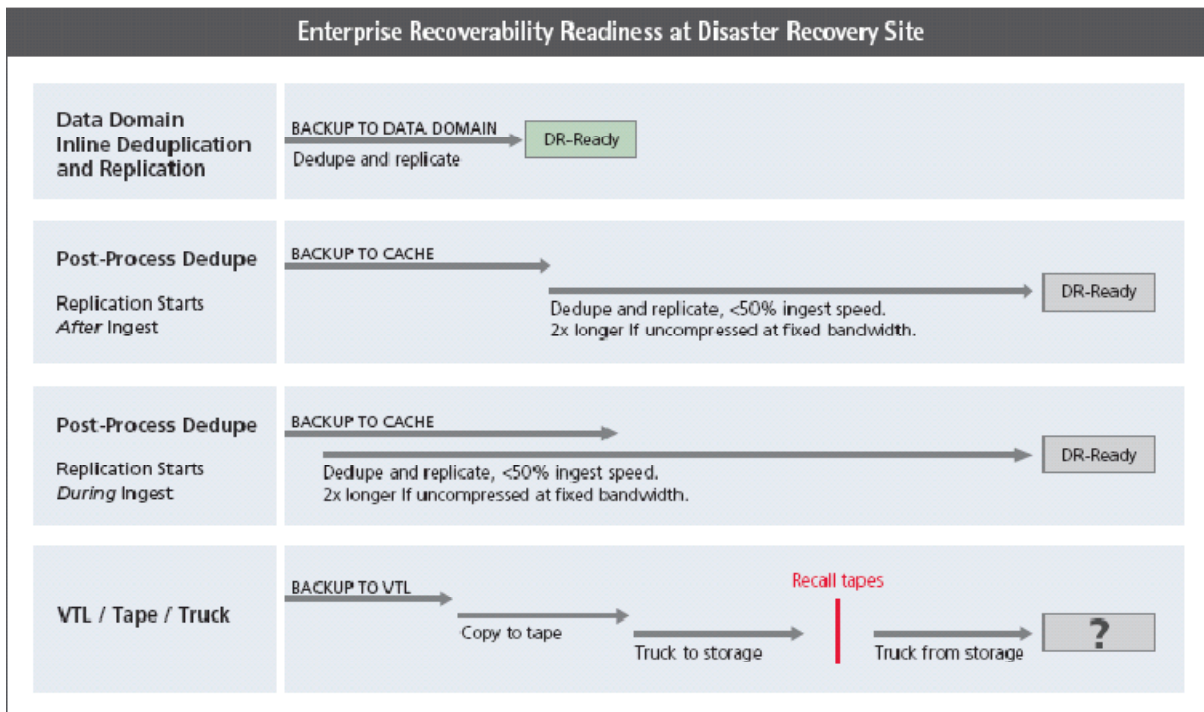 Enterprise Recoverability Readiness at Disaster Recovery Site
Data Domain
Inline Deduplication
and Replication
BACKUP TO DATA DOMAIN
Dedupe and replicate
DR-Ready
Post-Process Dedupe
Replication Starts
After Ingest
BACKUP TO CACHE
Dedupe and replicate, <50% ingest speed.
2x longer If uncompressed at fixed bandwidth.
DR-Ready
Post-Process Dedupe
Replication Starts
During Ingest
BACKUP TO CACHE
Dedupe and replicate, <50% ingest speed.
2x longer If uncompressed at fixed bandwidth.
DR-Ready
VTL / Tape / Truck
BACKUP TO VTL
Copy to tape
Truck to storage
Recall tapes
Truck from storage
?